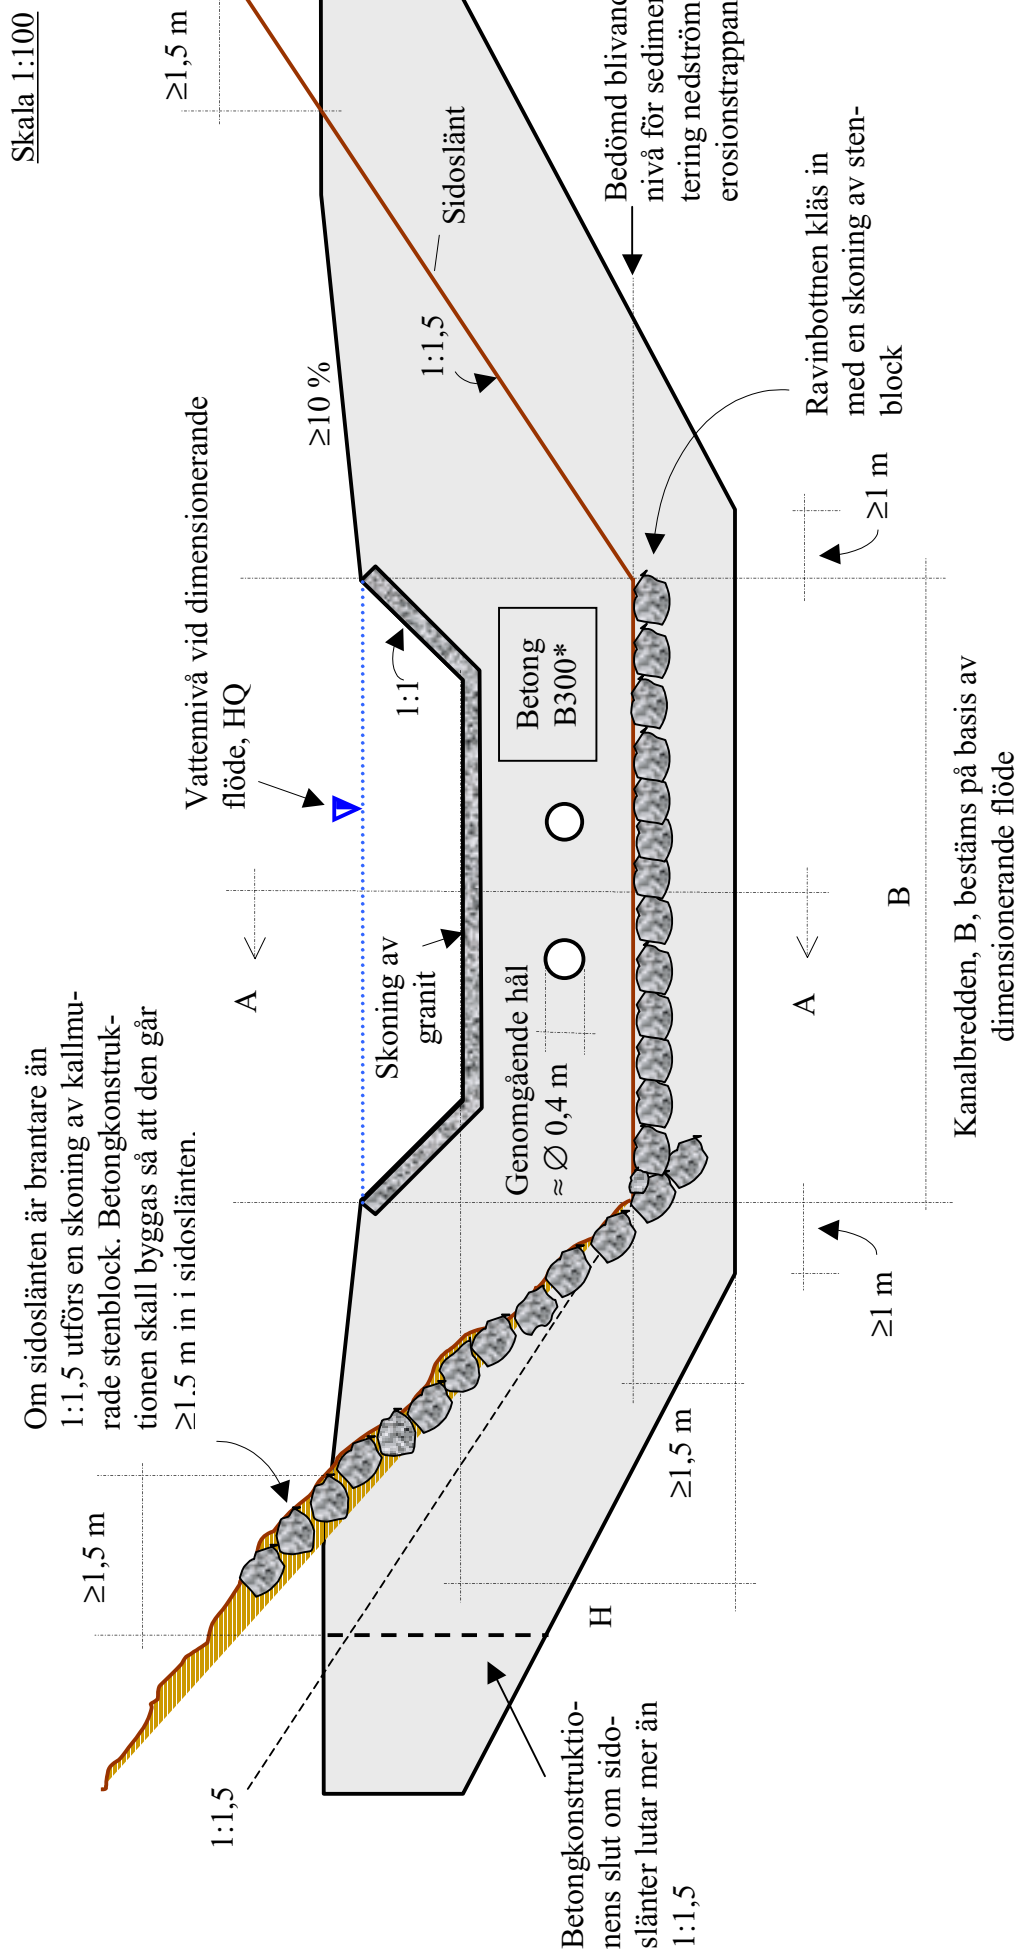 Skala 1:100
Om sidoslänten är brantare än
1:1,5 utförs en skoning av kallmu-
rade stenblock. Betongkonstruk-
tionen skall byggas så att den går
≥1.5 m in i sidoslänten.
≥1,5 m
≥1,5 m
Vattennivå vid dimensionerande
flöde, HQ
A
1:1,5
≥10 %
Sidoslänt
1:1,5
Skoning av
granit
1:1
Genomgående hål
≈ Ø 0,4 m
Betong
B300*
Bedömd blivand
nivå för sedimen
tering nedström
erosionstrappan
≥1,5 m
H
Betongkonstruktio-
nens slut om sido-
slänter lutar mer än
1:1,5
A
Ravinbottnen kläs in
med en skoning av sten-
block
≥1 m
≥1 m
B
Kanalbredden, B, bestäms på basis av
dimensionerande flöde